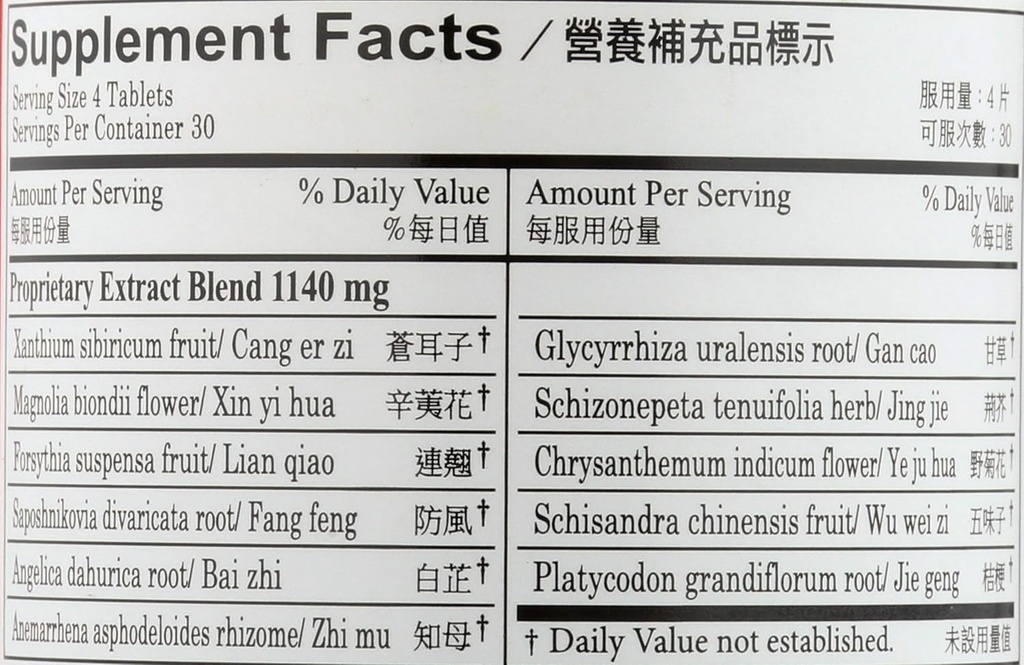 Supplement Facts / 營養補充品標示
Serving Size 4 Tablets 服用量：4片
Servings Per Container 30 可服次數：30
Amount Per Serving % Daily Value
每服用份量 %每日值
Proprietary Extract Blend 1140 mg
Xanthium sibiricum fruit/ Cang er zi 蒼耳子†
Magnolia biondii flower/ Xin yi hua 辛荑花†
Forsythia suspensa fruit/ Lian qiao 連翹†
Saposhnikovia divaricata root/ Fang feng 防風†
Angelica dahurica root/ Bai zhi 白芷†
Anemarrhena asphodeloides rhizome/ Zhi mu 知母†
Amount Per Serving % Daily Value
每服用份量 %每日值
Glycyrrhiza uralensis root/ Gan cao 甘草†
Schizonepeta tenuifolia herb/ Jing jie 荊芥†
Chrysanthemum indicum flower/ Ye ju hua 野菊花†
Schisandra chinensis fruit/ Wu wei zi 五味子†
Platycodon grandiflorum root/ Jie geng 桔梗†
† Daily Value not established. 未設用量值